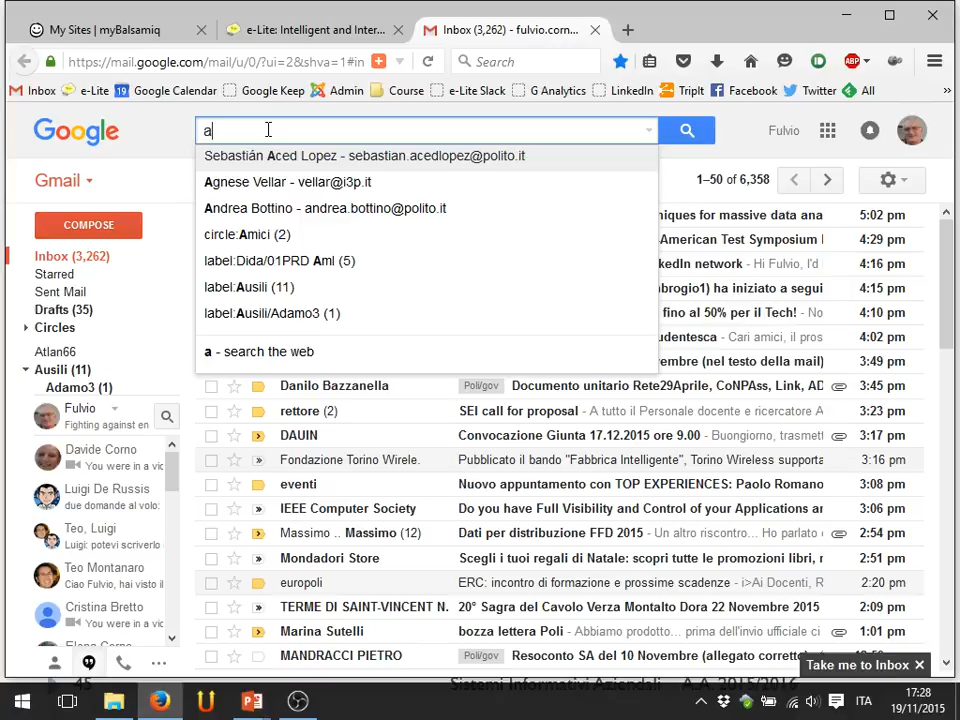 My Sites | myBalsamiq
e-Lite: Intelligent and Inter...
Inbox (3,262) - fulvio.corn...
https://mail.google.com/mail/u/0/?ui=2&shva=1#in
Search
Inbox e-Lite Google Calendar Google Keep Admin Course e-Lite Slack G Analytics LinkedIn TripIt Facebook Twitter All
Google
a
Fulvio
Sebastián Aced Lopez - sebastian.acedlopez@polito.it
Agnese Vellar - vellar@i3p.it
Andrea Bottino - andrea.bottino@polito.it
circle:Amici (2)
label:Dida/01PRD AmI (5)
label:Ausili (11)
label:Ausili/Adamo3 (1)
a - search the web
Gmail
1–50 of 6,358
COMPOSE
Inbox (3,262)
Starred
Sent Mail
Drafts (35)
Circles
Atlan66
Ausili (11)
Adamo3 (1)
iques for massive data ana 5:02 pm
-American Test Symposium 4:29 pm
kedIn network - Hi Fulvio, I'd 4:16 pm
ambrogio1) ha iniziato a segui 4:15 pm
fino al 50% per il Tech! - Or 3:54 pm
udentesca - Cari amici, il pros
vembre (nel testo della mail) 3:49 pm
Danilo Bazzanella Poli/gov Documento unitario Rete29Aprile, CoNPAss, Link, AD 3:45 pm
rettore (2) SEI call for proposal - A tutto il Personale docente e ricercatore A 3:23 pm
DAUIN Convocazione Giunta 17.12.2015 ore 9.00 - Buongiorno, trasmett 3:17 pm
Fondazione Torino Wirele. Pubblicato il bando "Fabbrica Intelligente", Torino Wireless supporta 3:16 pm
eventi Nuovo appuntamento con TOP EXPERIENCES: Paolo Romano 3:08 pm
IEEE Computer Society Do you have Full Visibility and Control of your Applications ar 3:08 pm
Massimo .. Massimo (12) Dati per distribuzione FFD 2015 - Un altro riscontro... Ho parlato 2:54 pm
Mondadori Store Scegli i tuoi regali di Natale: scopri tutte le promozioni libri, r 2:51 pm
europoli ERC: incontro di formazione e prossime scadenze - i>Ai Docenti, R 2:20 pm
TERME DI SAINT-VINCENT N. 20° Sagra del Cavolo Verza Montalto Dora 22 Novembre 2015 2:09 pm
Marina Sutelli bozza lettera Poli - Abbiamo prodotto... prima dell'invio ufficiale ci 1:01 pm
MANDRACCI PIETRO Poli/gov Resoconto SA del 10 Novembre (allegato corretto)
Fulvio
Fighting against en
Davide Corno
You were in a vid
Luigi De Russis
due domande al volo:
Teo, Luigi
Luigi: potevi scriverlo
Teo Montanaro
Ciao Fulvio, hai visto il
Cristina Bretto
You were in a vid
Elena Corno
Take me to Inbox
45
Sistemi Informativi Aziendali A.A. 2015/2016
ITA
17:28
19/11/2015